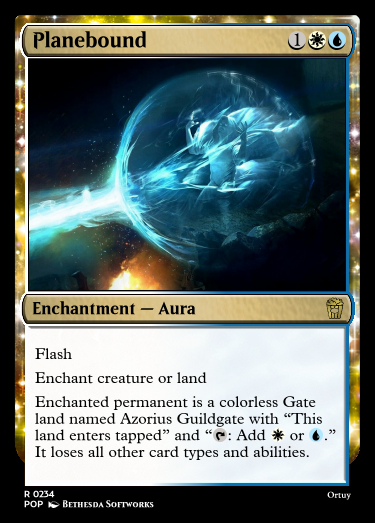 Planebound 1
Enchantment — Aura
Flash
Enchant creature or land
Enchanted permanent is a colorless Gate
land named Azorius Guildgate with “This
land enters tapped” and “: Add or .”
It loses all other card types and abilities.
R 0234
POP Bethesda Softworks
Ortuy